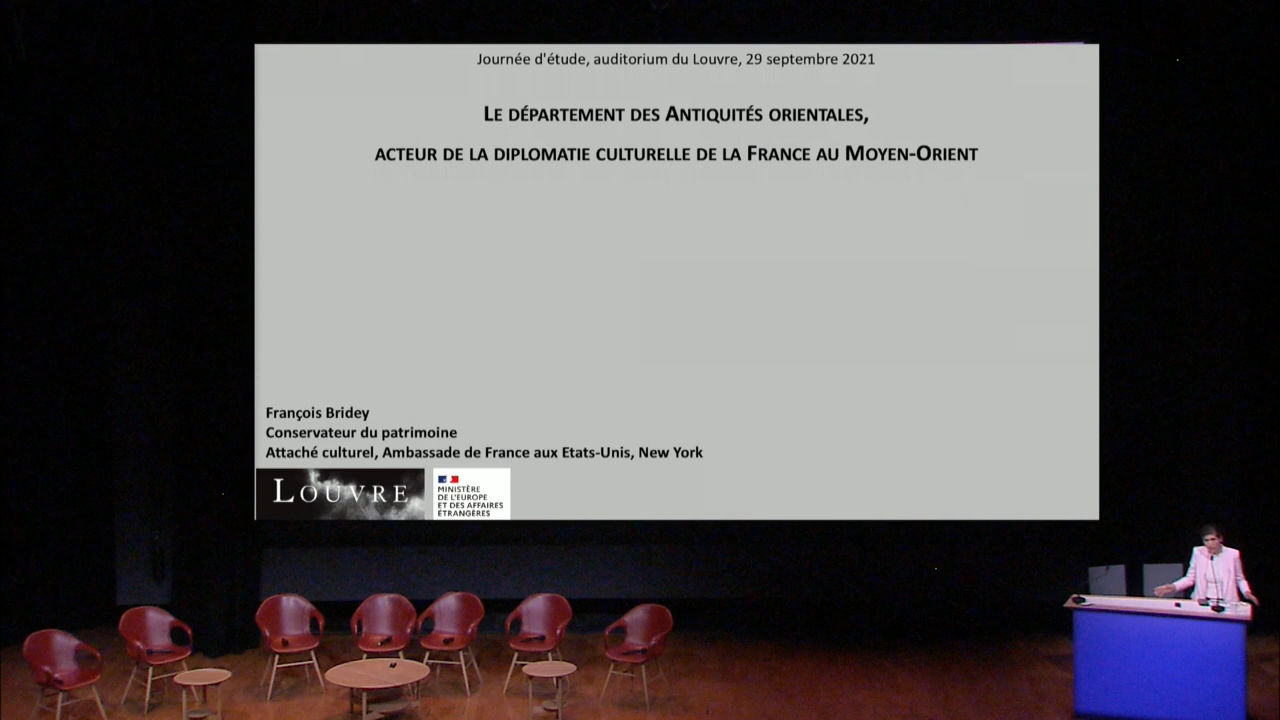 Journée d'étude, auditorium du Louvre, 29 septembre 2021
Le département des Antiquités orientales,
acteur de la diplomatie culturelle de la France au Moyen-Orient
François Bridey
Conservateur du patrimoine
Attaché culturel, Ambassade de France aux Etats-Unis, New York
LOUVRE
MINISTÈRE
DE L'EUROPE
ET DES AFFAIRES
ÉTRANGÈRES